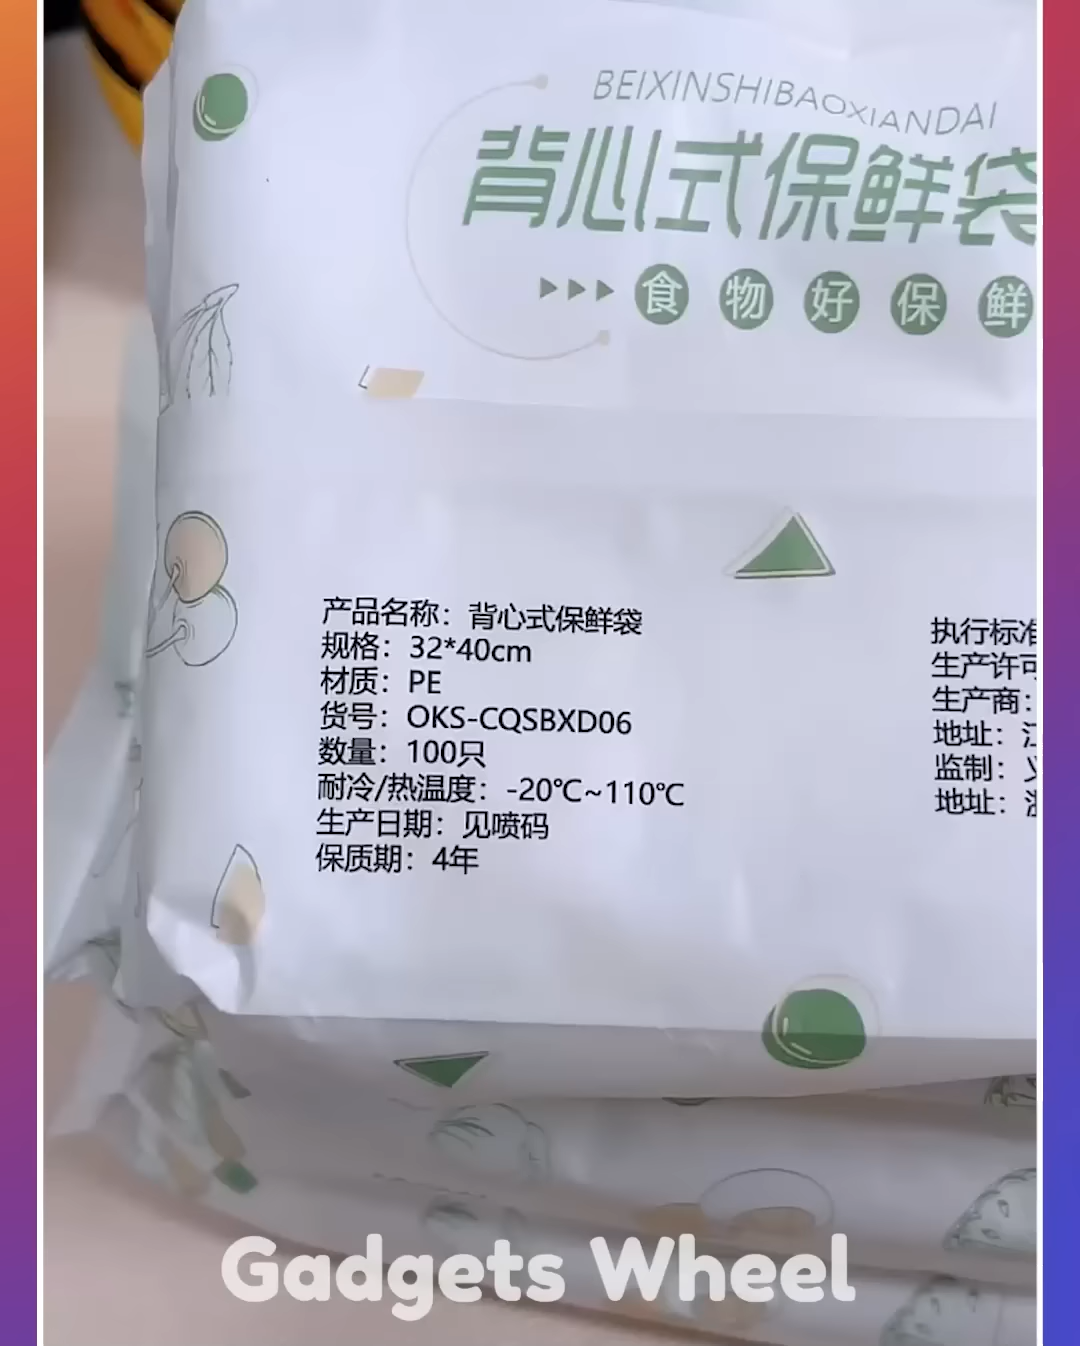 BEIXINSHIBAOXIANDAI
背心式保鲜袋
食物好保鲜
产品名称：背心式保鲜袋
规格：32*40cm
材质：PE
货号：OKS-CQSBXD06
数量：100只
耐冷/热温度：-20℃~110℃
生产日期：见喷码
保质期：4年
执行标准
生产许可
生产商：
地址：江
监制：义
地址：浙
Gadgets Wheel